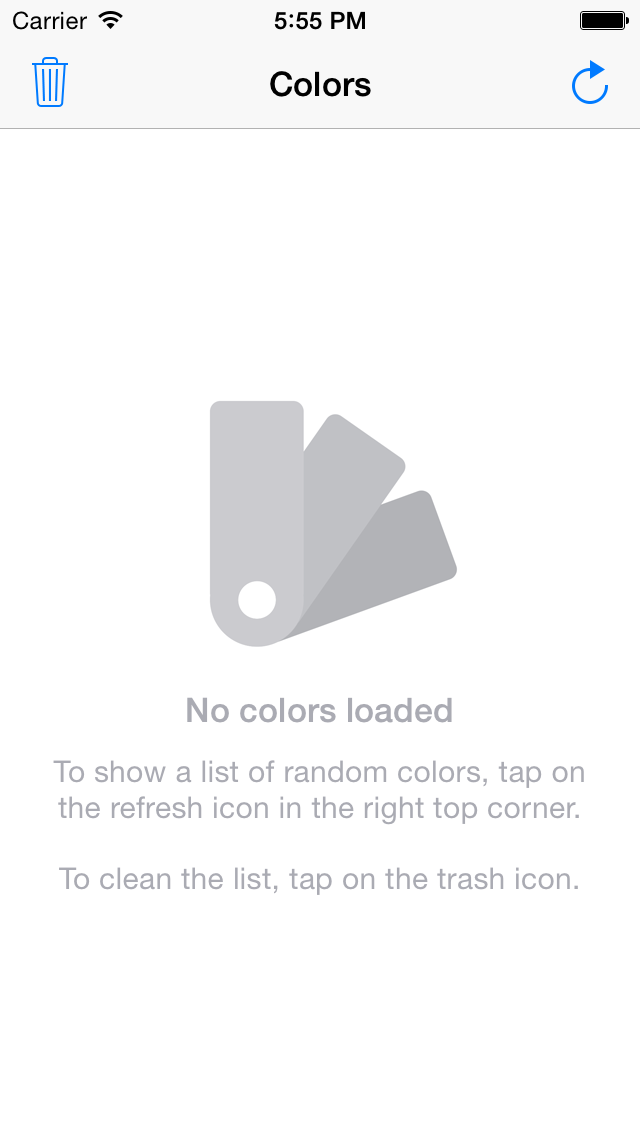 Carrier 5:55 PM
Colors
No colors loaded
To show a list of random colors, tap on
the refresh icon in the right top corner.
To clean the list, tap on the trash icon.